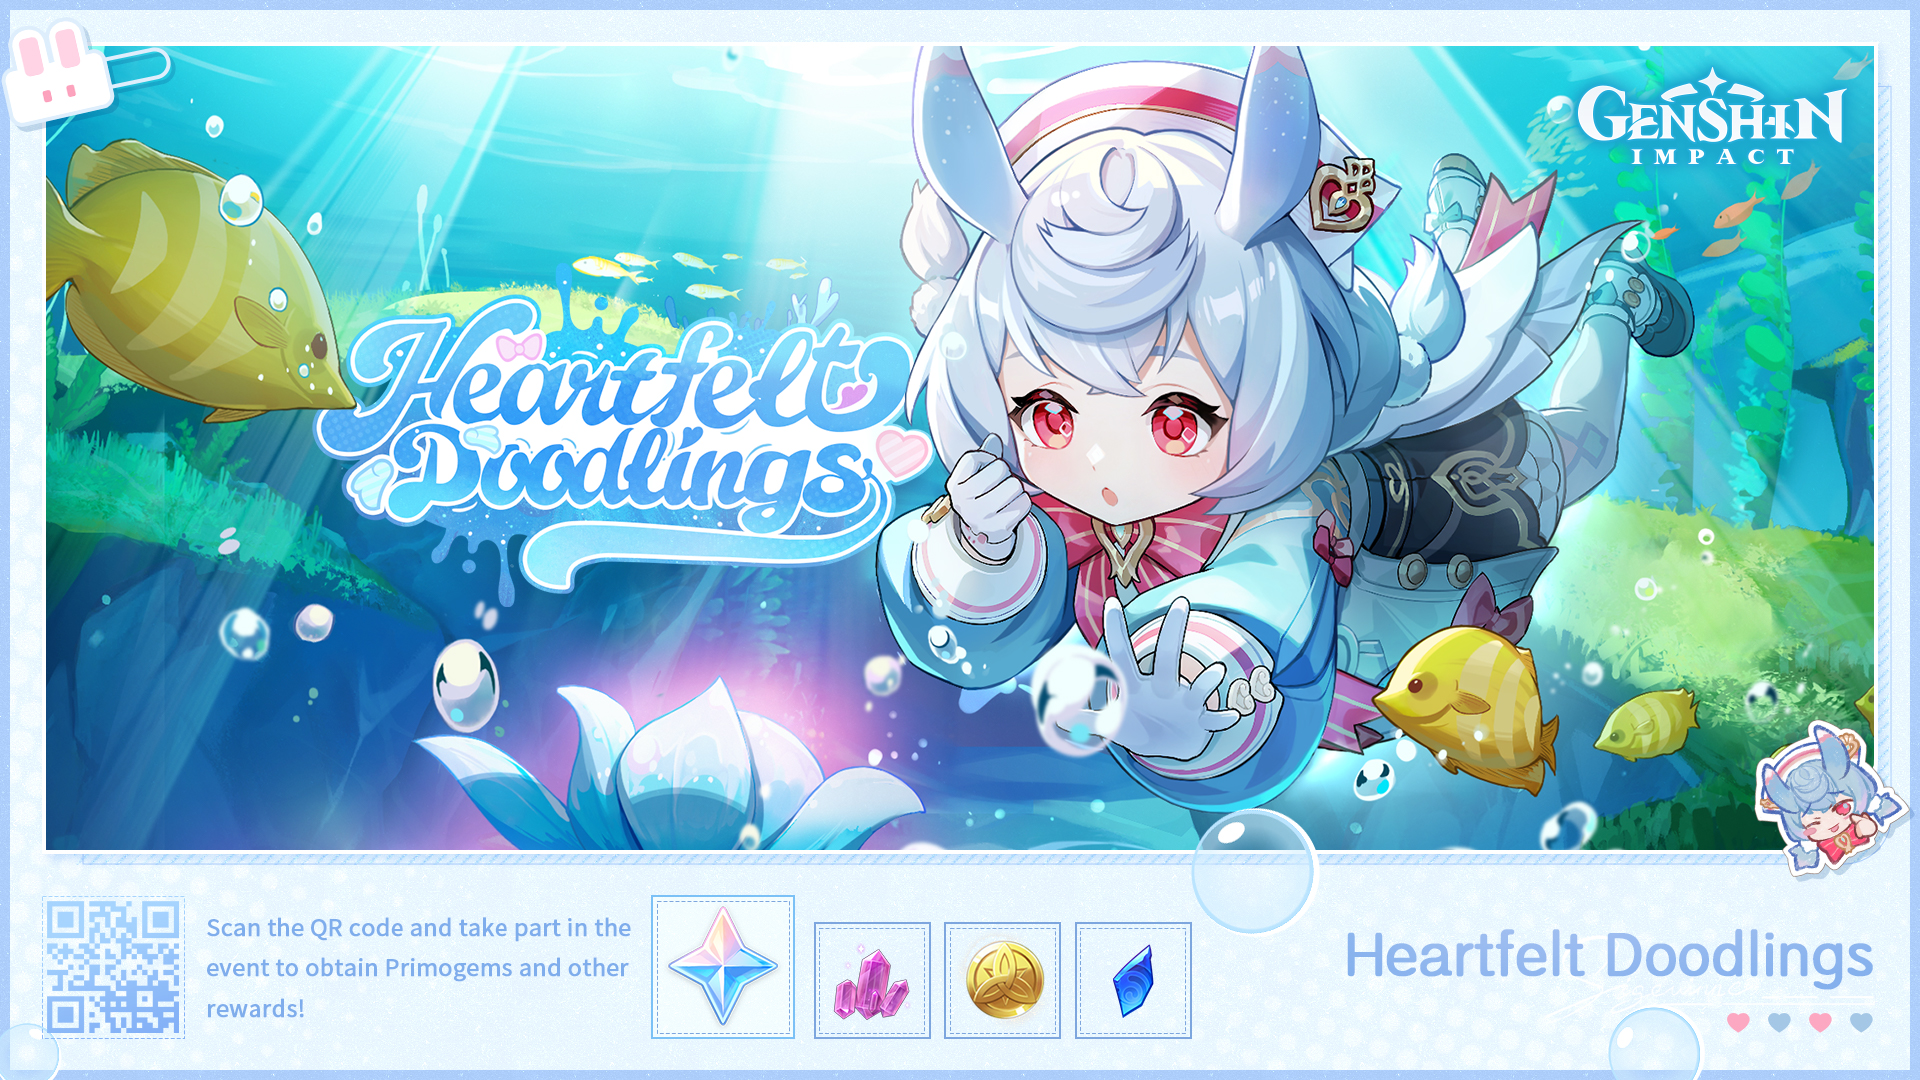 GENSHIN
IMPACT
Heartfelt
Doodlings
Scan the QR code and take part in the
event to obtain Primogems and other
rewards!
Heartfelt Doodlings